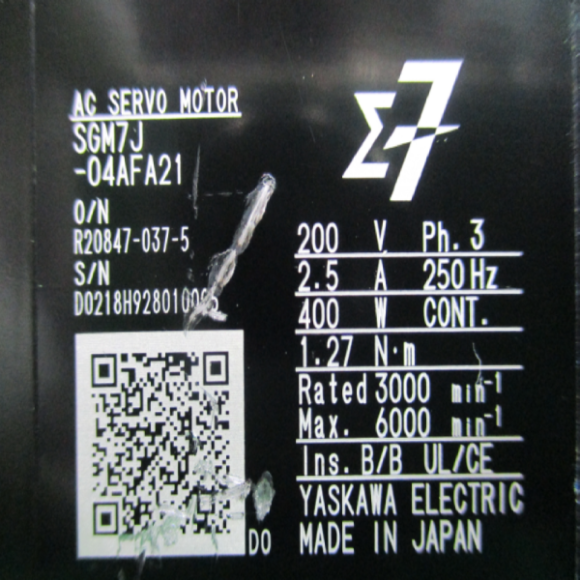 AC SERVO MOTOR
SGM7J
-04AFA21
O/N
R20847-037-5
S/N
Σ-7
200 V Ph. 3
2.5 A 250 Hz
400 W CONT.
1.27 N·m
Rated 3000 min⁻¹
Max. 6000 min⁻¹
Ins. B/B UL/CE
YASKAWA ELECTRIC
DO MADE IN JAPAN